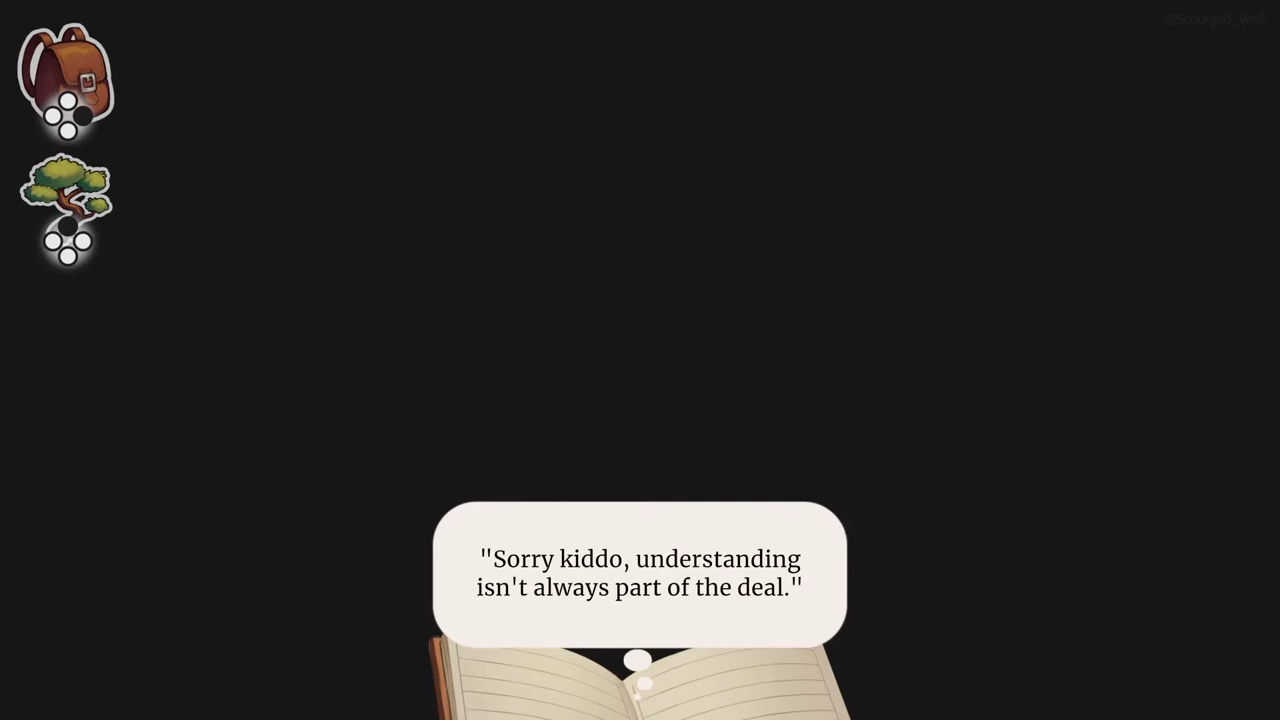 "Sorry kiddo, understanding
isn't always part of the deal."